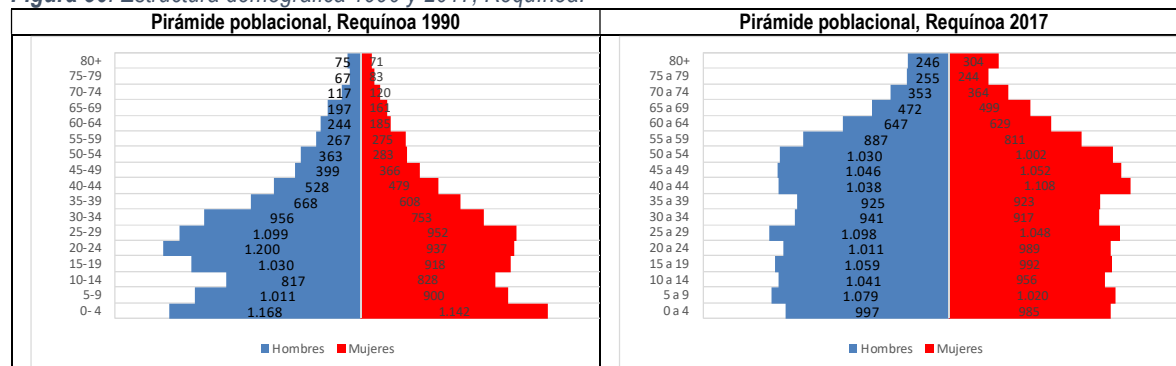 Pirámide poblacional, Requínoa 1990
80+ 75 71
75-79 67 83
70-74 117 120
65-69 197 161
60-64 244 185
55-59 267 275
50-54 363 283
45-49 399 366
40-44 528 479
35-39 668 608
30-34 956 753
25-29 1.099 952
20-24 1.200 937
15-19 1.030 918
10-14 817 828
5-9 1.011 900
0- 4 1.168 1.142
Hombres Mujeres
Pirámide poblacional, Requínoa 2017
80+ 246 304
75 a 79 255 244
70 a 74 353 364
65 a 69 472 499
60 a 64 647 629
55 a 59 887 811
50 a 54 1.030 1.002
45 a 49 1.046 1.052
40 a 44 1.038 1.108
35 a 39 925 923
30 a 34 941 917
25 a 29 1.098 1.048
20 a 24 1.011 989
15 a 19 1.059 992
10 a 14 1.041 956
5 a 9 1.079 1.020
0 a 4 997 985
Hombres Mujeres